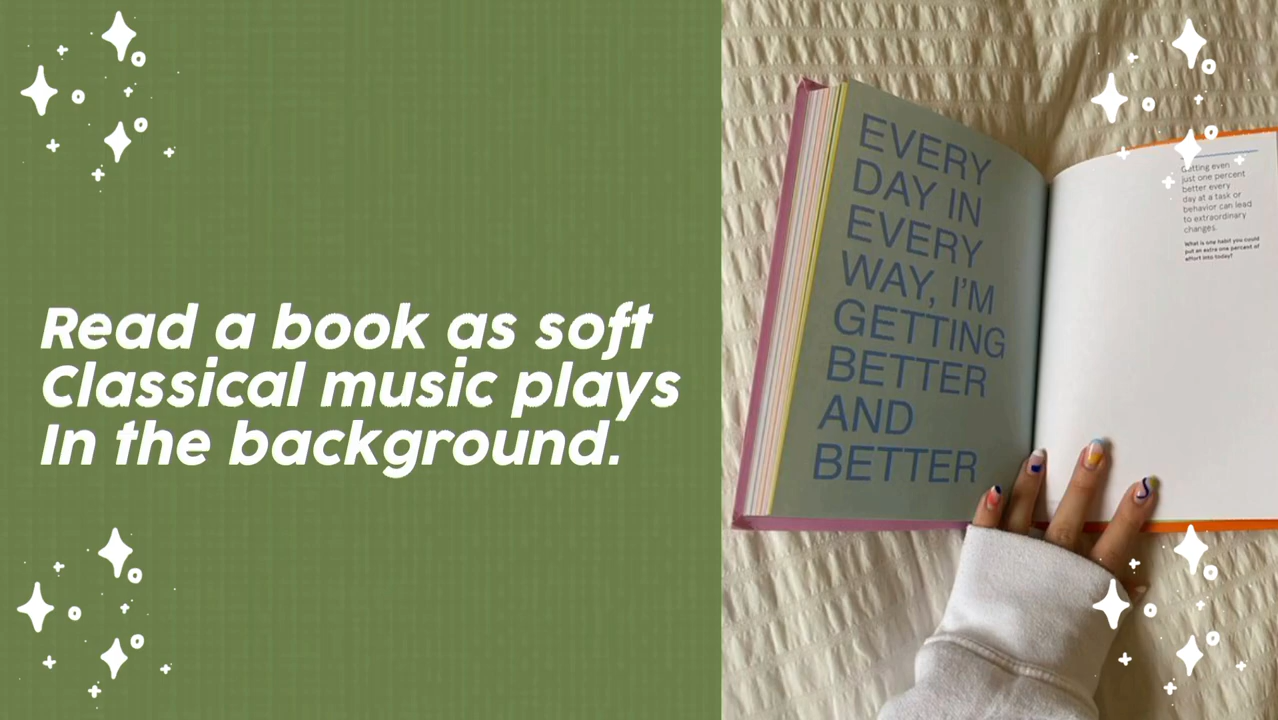 Read a book as soft
Classical music plays
In the background.
EVERY
DAY IN
EVERY
WAY, I'M
GETTING
BETTER
AND
BETTER
Getting even
just one percent
better every
day at a task or
behavior can lead
to extraordinary
changes.
What is one habit you could
put an extra one percent of
effort into today?